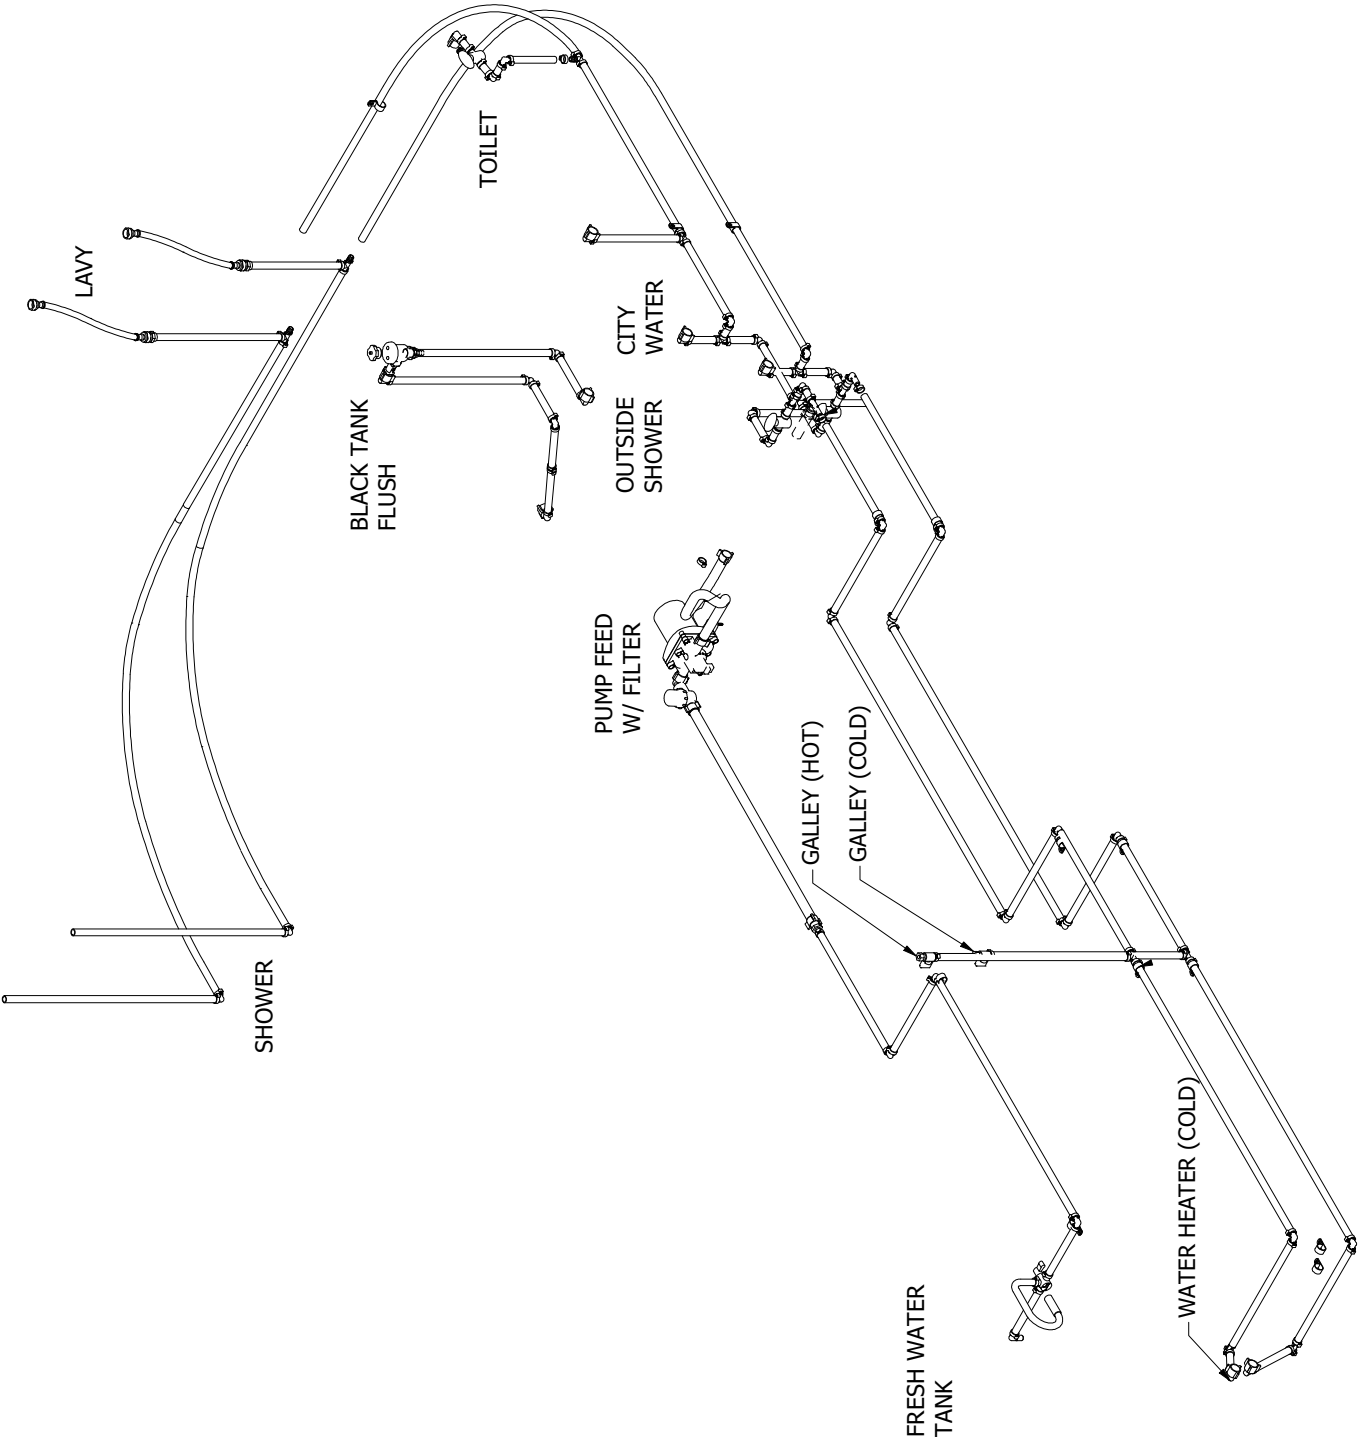 LAVY
TOILET
CITY
WATER
BLACK TANK
FLUSH
OUTSIDE
SHOWER
PUMP FEED
W/ FILTER
GALLEY (HOT)
GALLEY (COLD)
SHOWER
WATER HEATER (COLD)
FRESH WATER
TANK